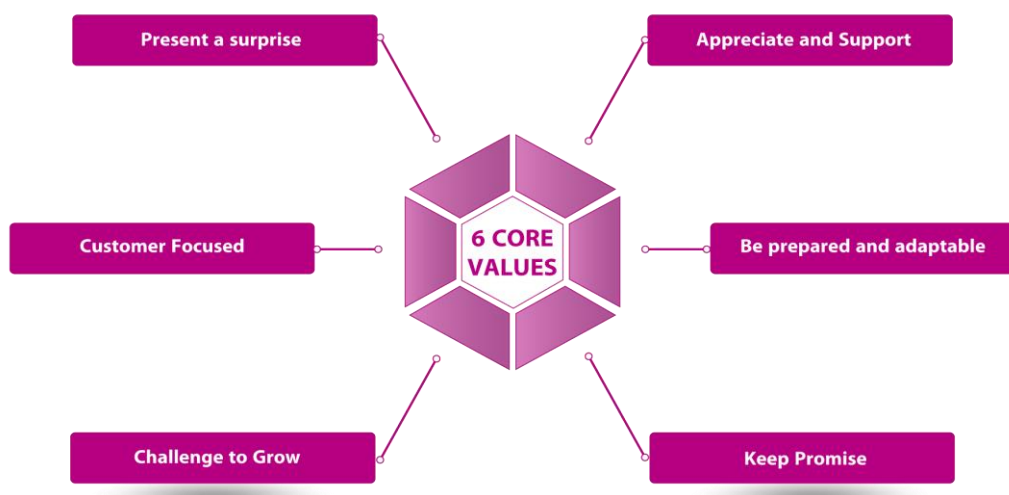 Present a surprise
Appreciate and Support
Customer Focused
6 CORE
VALUES
Be prepared and adaptable
Challenge to Grow
Keep Promise